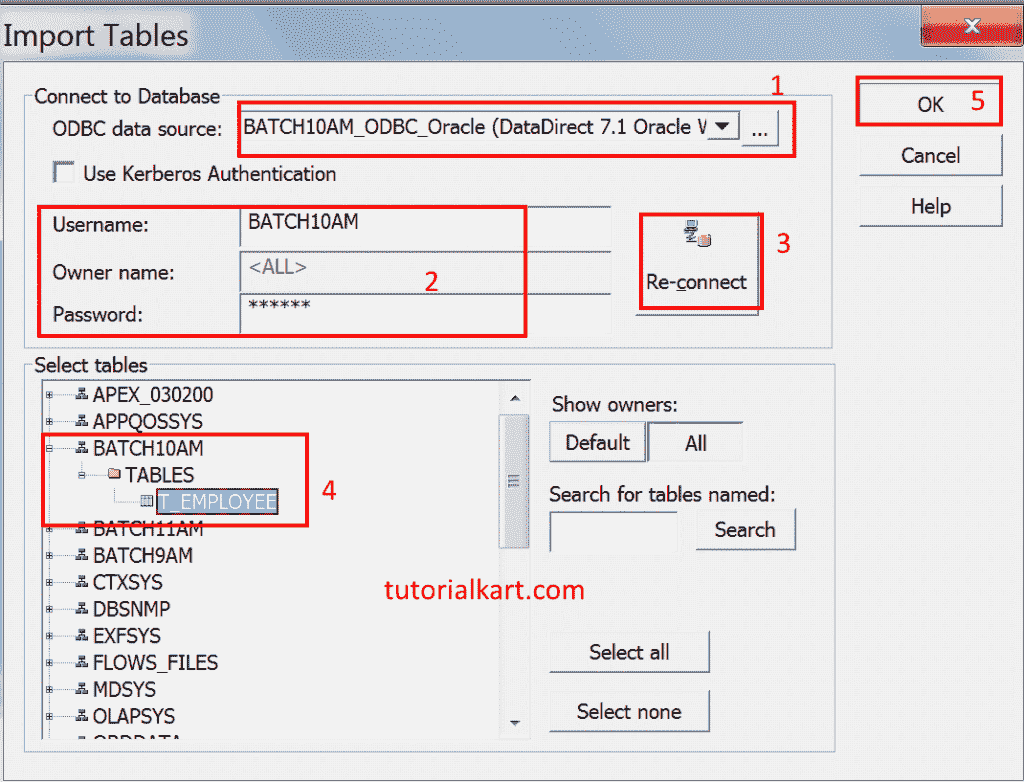 Import Tables
1
Connect to Database
ODBC data source: BATCH10AM_ODBC_Oracle (DataDirect 7.1 Oracle W ...
OK 5
Use Kerberos Authentication
Cancel
Username: BATCH10AM
Help
Owner name: <ALL>
2
3
Re-connect
Password: ******
Select tables
APEX_030200
APPQOSSYS
BATCH10AM
TABLES
T_EMPLOYEE
4
BATCH11AM
BATCH9AM
CTXSYS
DBSNMP
EXFSYS
FLOWS_FILES
MDSYS
OLAPSYS
Show owners:
Default All
Search for tables named:
Search
tutorialkart.com
Select all
Select none